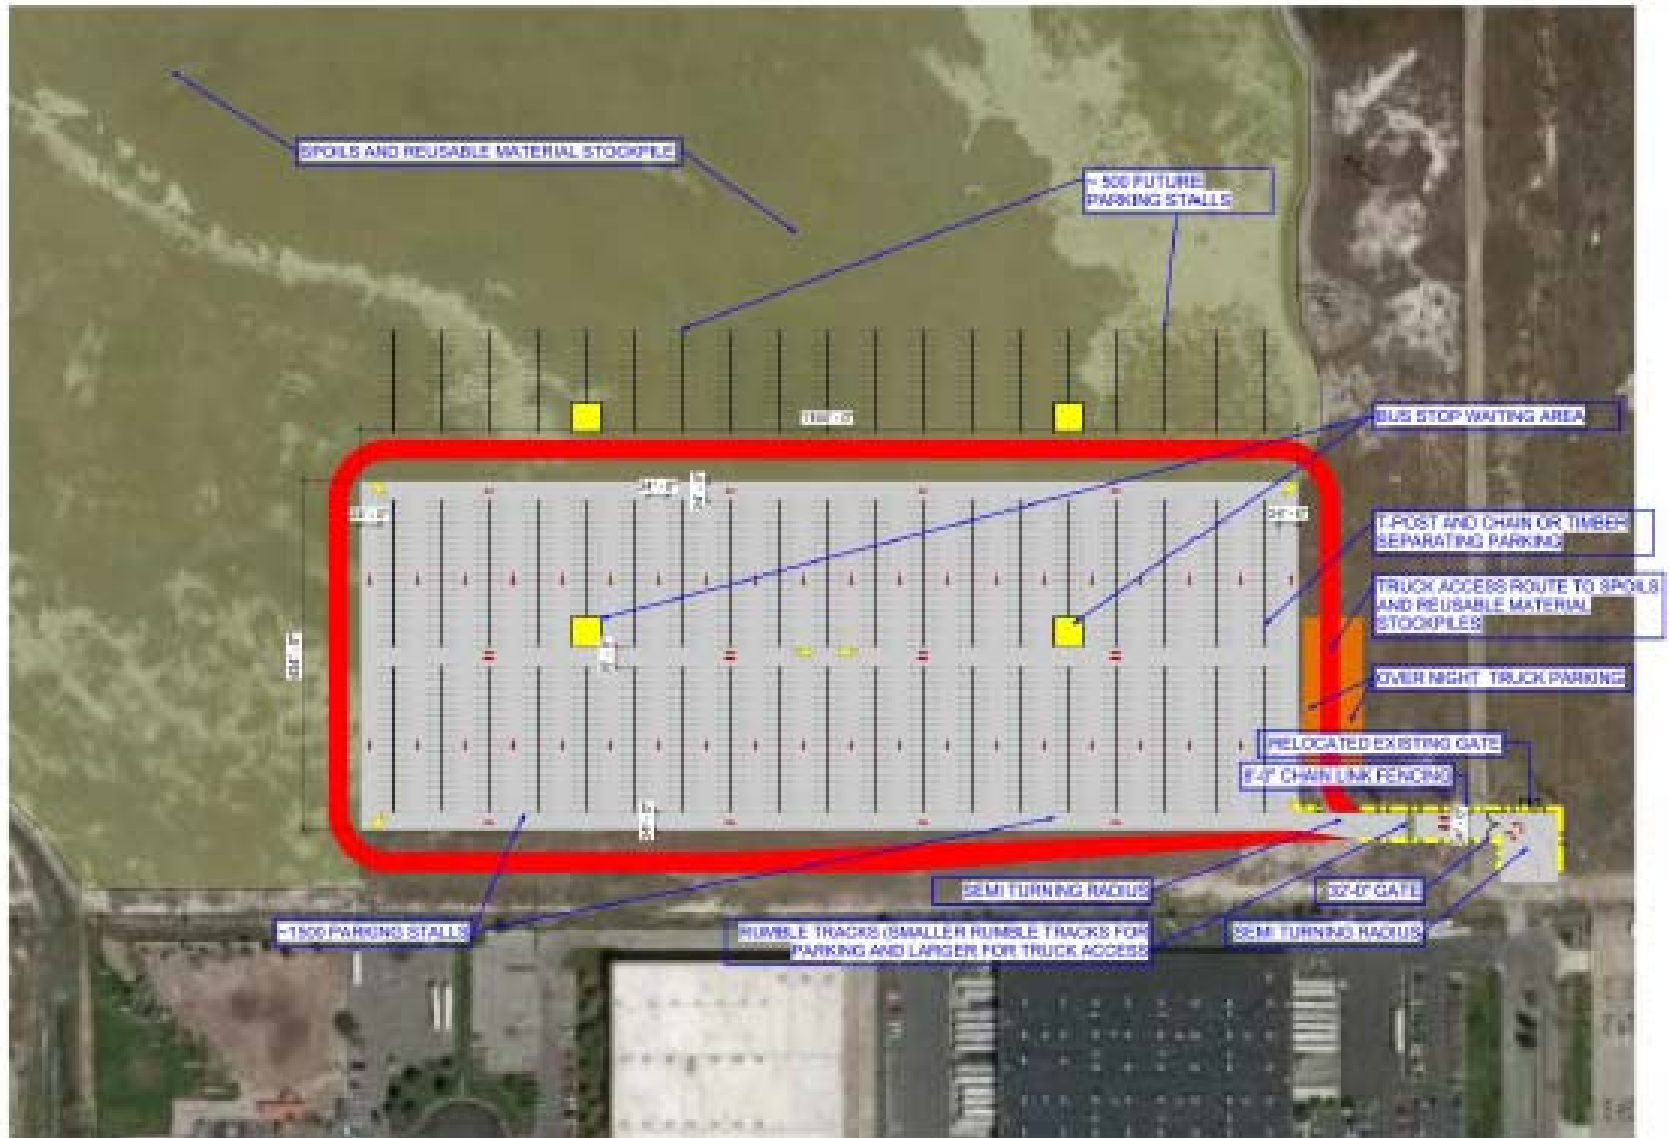 SPOILS AND REUSABLE MATERIAL STOCKPILE
~ 500 FUTURE
PARKING STALLS
BUS STOP WAITING AREA
T-POST AND CHAIN OR TIMBER
SEPARATING PARKING
TRUCK ACCESS ROUTE TO SPOILS
AND REUSABLE MATERIAL
STOCKPILES
OVER NIGHT TRUCK PARKING
RELOCATED EXISTING GATE
CHAIN LINK FENCING
SEMI TURNING RADIUS
GATE
~1500 PARKING STALLS
RUMBLE TRACKS (SMALLER RUMBLE TRACKS FOR
PARKING AND LARGER FOR TRUCK ACCESS
SEMI TURNING RADIUS